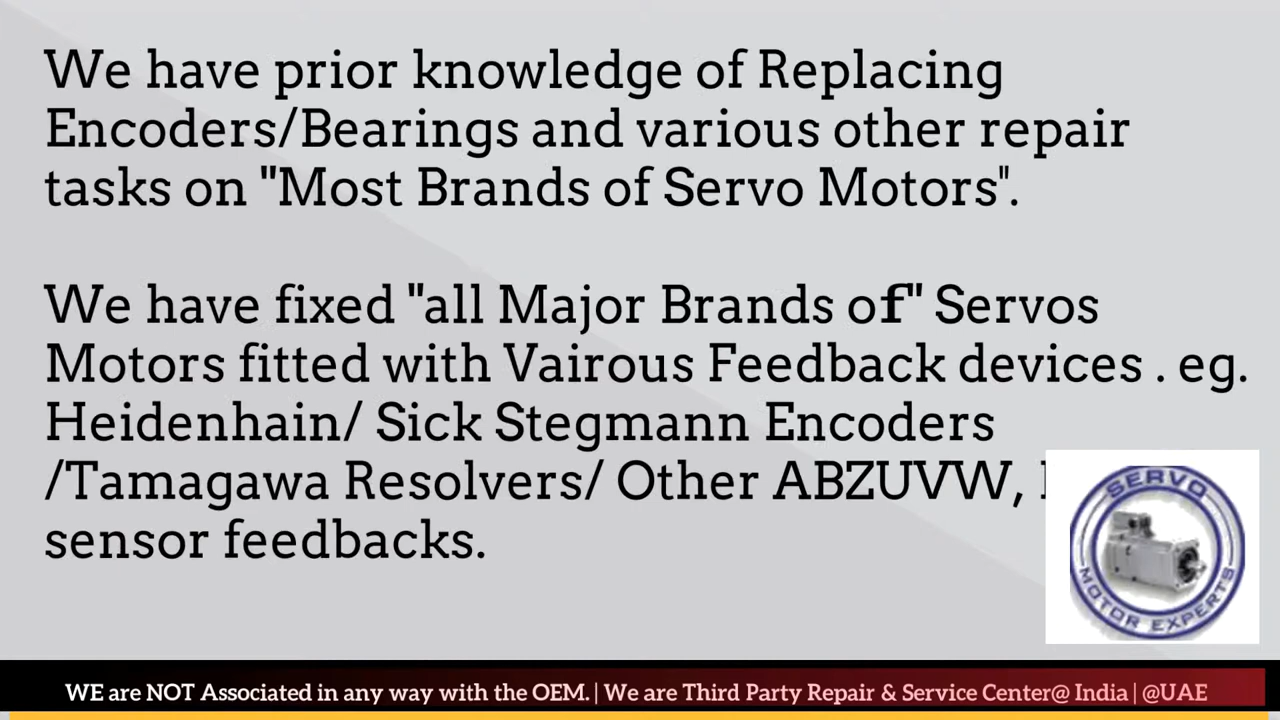 We have prior knowledge of Replacing
Encoders/Bearings and various other repair
tasks on "Most Brands of Servo Motors".
We have fixed "all Major Brands of" Servos
Motors fitted with Vairous Feedback devices . eg.
Heidenhain/ Sick Stegmann Encoders
/Tamagawa Resolvers/ Other ABZUVW,
sensor feedbacks.
SERVO
MOTOR EXPERTS
WE are NOT Associated in any way with the OEM. | We are Third Party Repair & Service Center@ India | @UAE